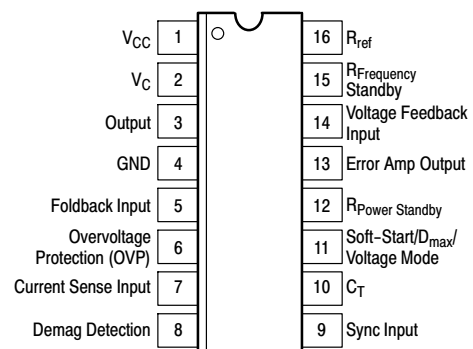 VCC 1
VC 2
Output 3
GND 4
Foldback Input 5
Overvoltage
Protection (OVP) 6
Current Sense Input 7
Demag Detection 8
16 Rref
15 RFrequency
Standby
14 Voltage Feedback
Input
13 Error Amp Output
12 RPower Standby
11 Soft-Start/Dmax/
Voltage Mode
10 CT
9 Sync Input